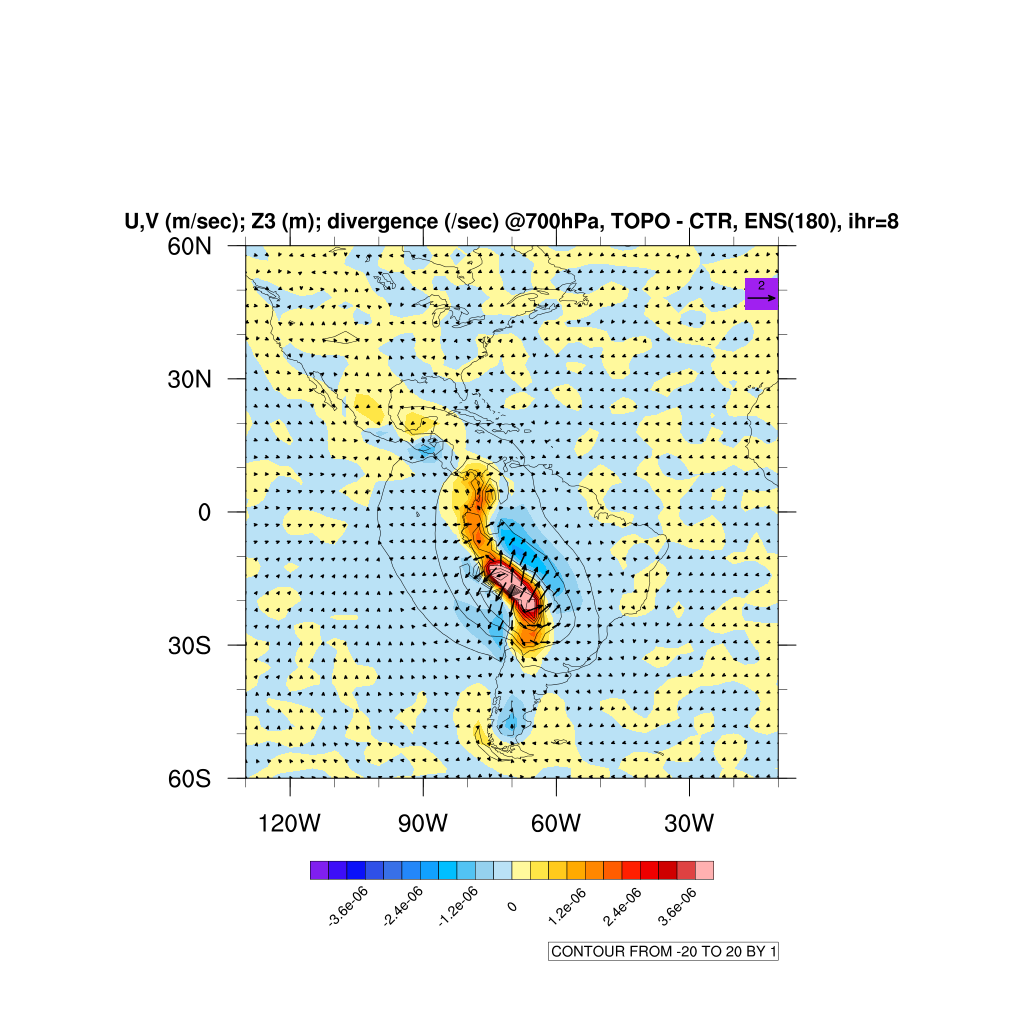 U,V (m/sec); Z3 (m); divergence (/sec) @700hPa, TOPO - CTR, ENS(180), ihr=8
60N
2
30N
0
30S
60S
120W 90W 60W 30W
-3.6e-06 -2.4e-06 -1.2e-06 0 1.2e-06 2.4e-06 3.6e-06
CONTOUR FROM -20 TO 20 BY 1